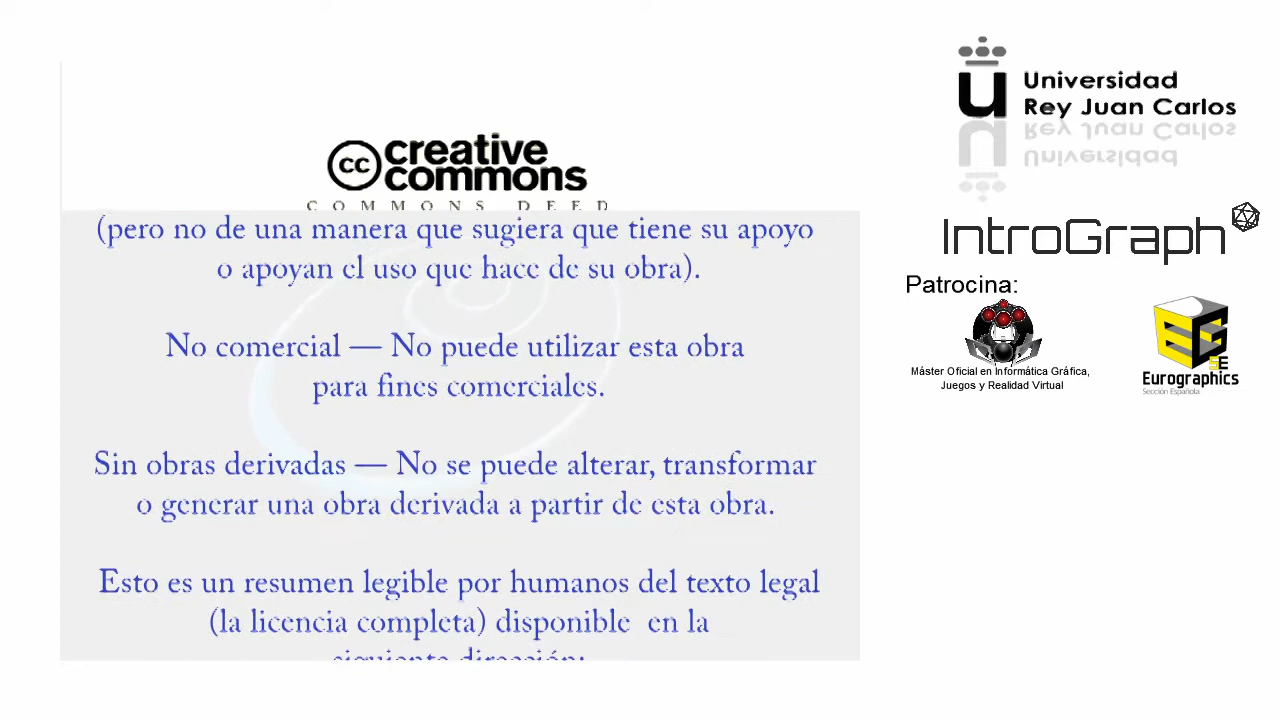 creative
commons
COMMONS DEED
(pero no de una manera que sugiera que tiene su apoyo
o apoyan el uso que hace de su obra).
No comercial — No puede utilizar esta obra
para fines comerciales.
Sin obras derivadas — No se puede alterar, transformar
o generar una obra derivada a partir de esta obra.
Esto es un resumen legible por humanos del texto legal
(la licencia completa) disponible en la
siguiente dirección:
Universidad
Rey Juan Carlos
IntroGraph
Patrocina:
Máster Oficial en Informática Gráfica,
Juegos y Realidad Virtual
Eurographics
Sección Española